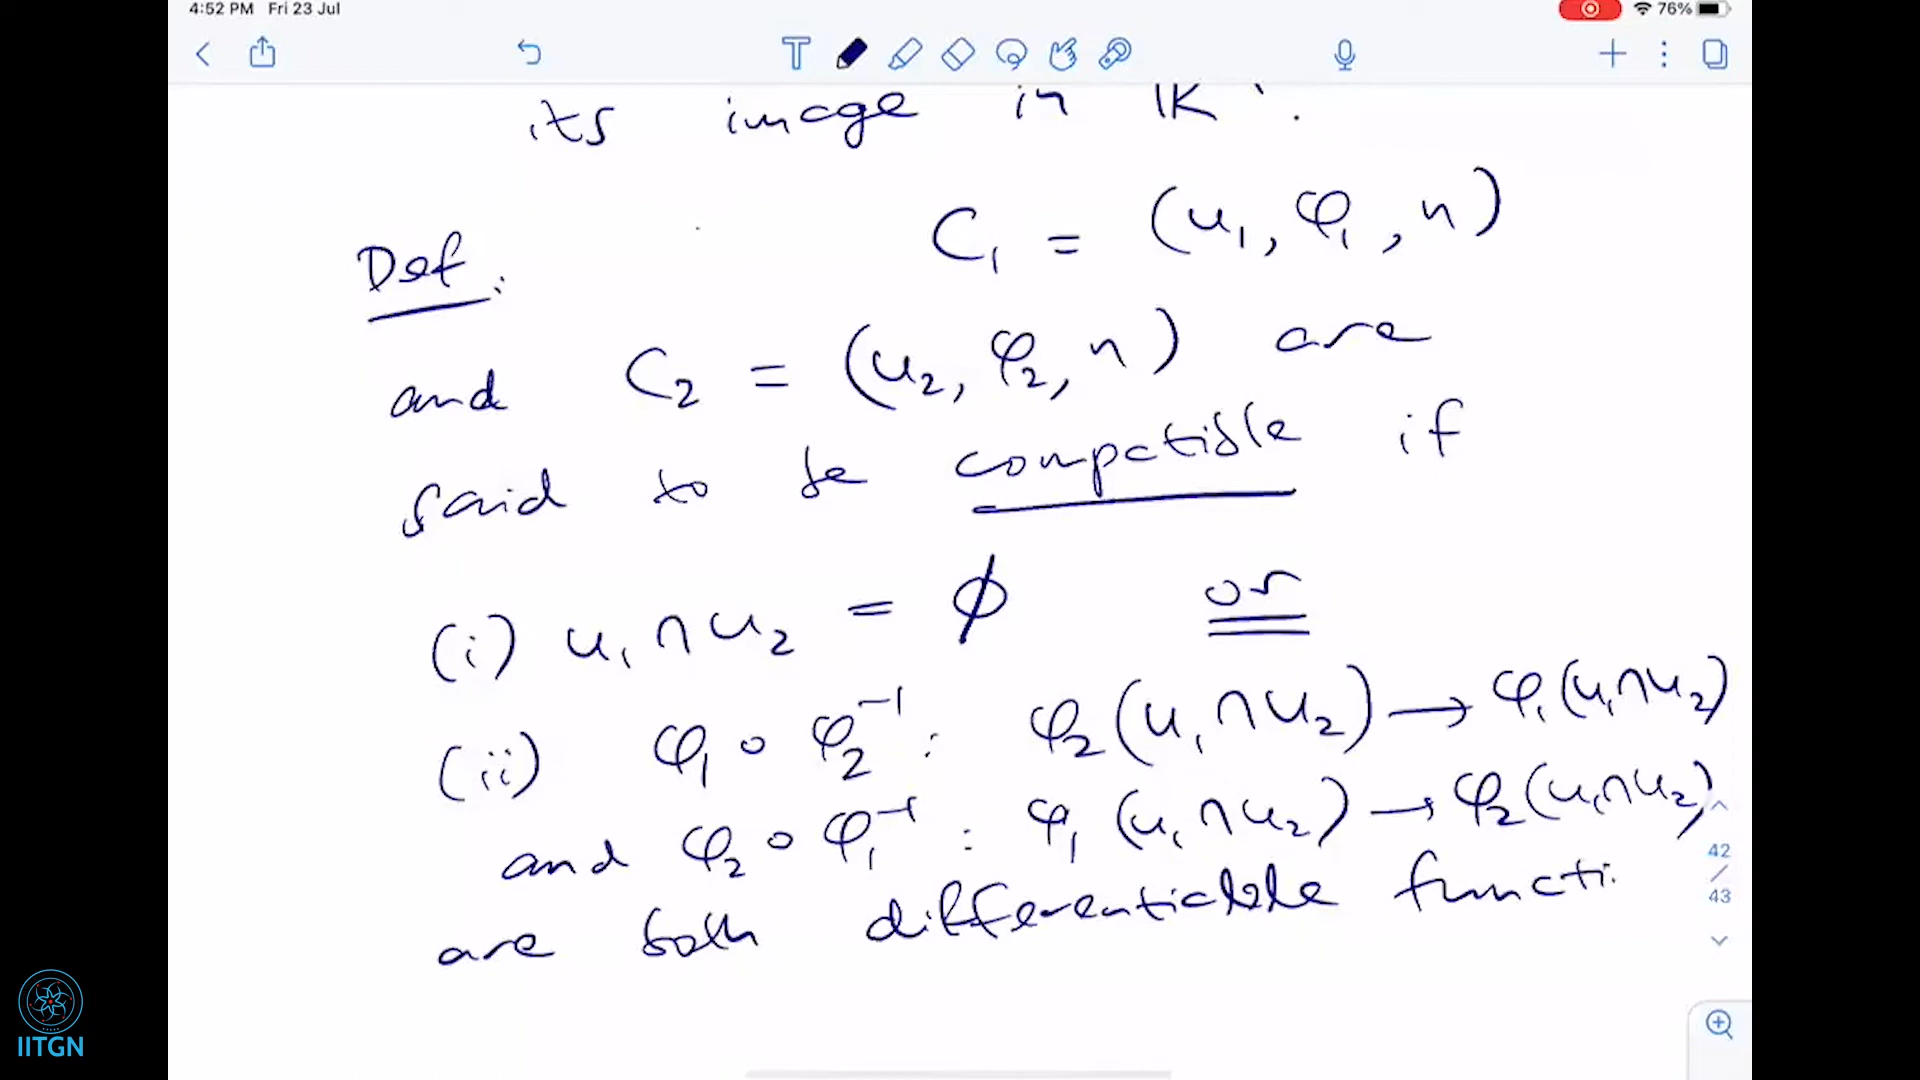 4:52 PM Fri 23 Jul
76%
its image in IK
Def: C₁ = (u₁, φ₁, n)
and C₂ = (u₂, φ₂, n) are
said to be compatible if
(i) u₁ ∩ u₂ = ϕ or
(ii) φ₁ ∘ φ₂⁻¹ : φ₂(u₁∩u₂) → φ₁(u₁∩u₂)
and φ₂ ∘ φ₁⁻¹ : φ₁(u₁∩u₂) → φ₂(u₁∩u₂)
are both differentiable functi
42
/
43
IITGN